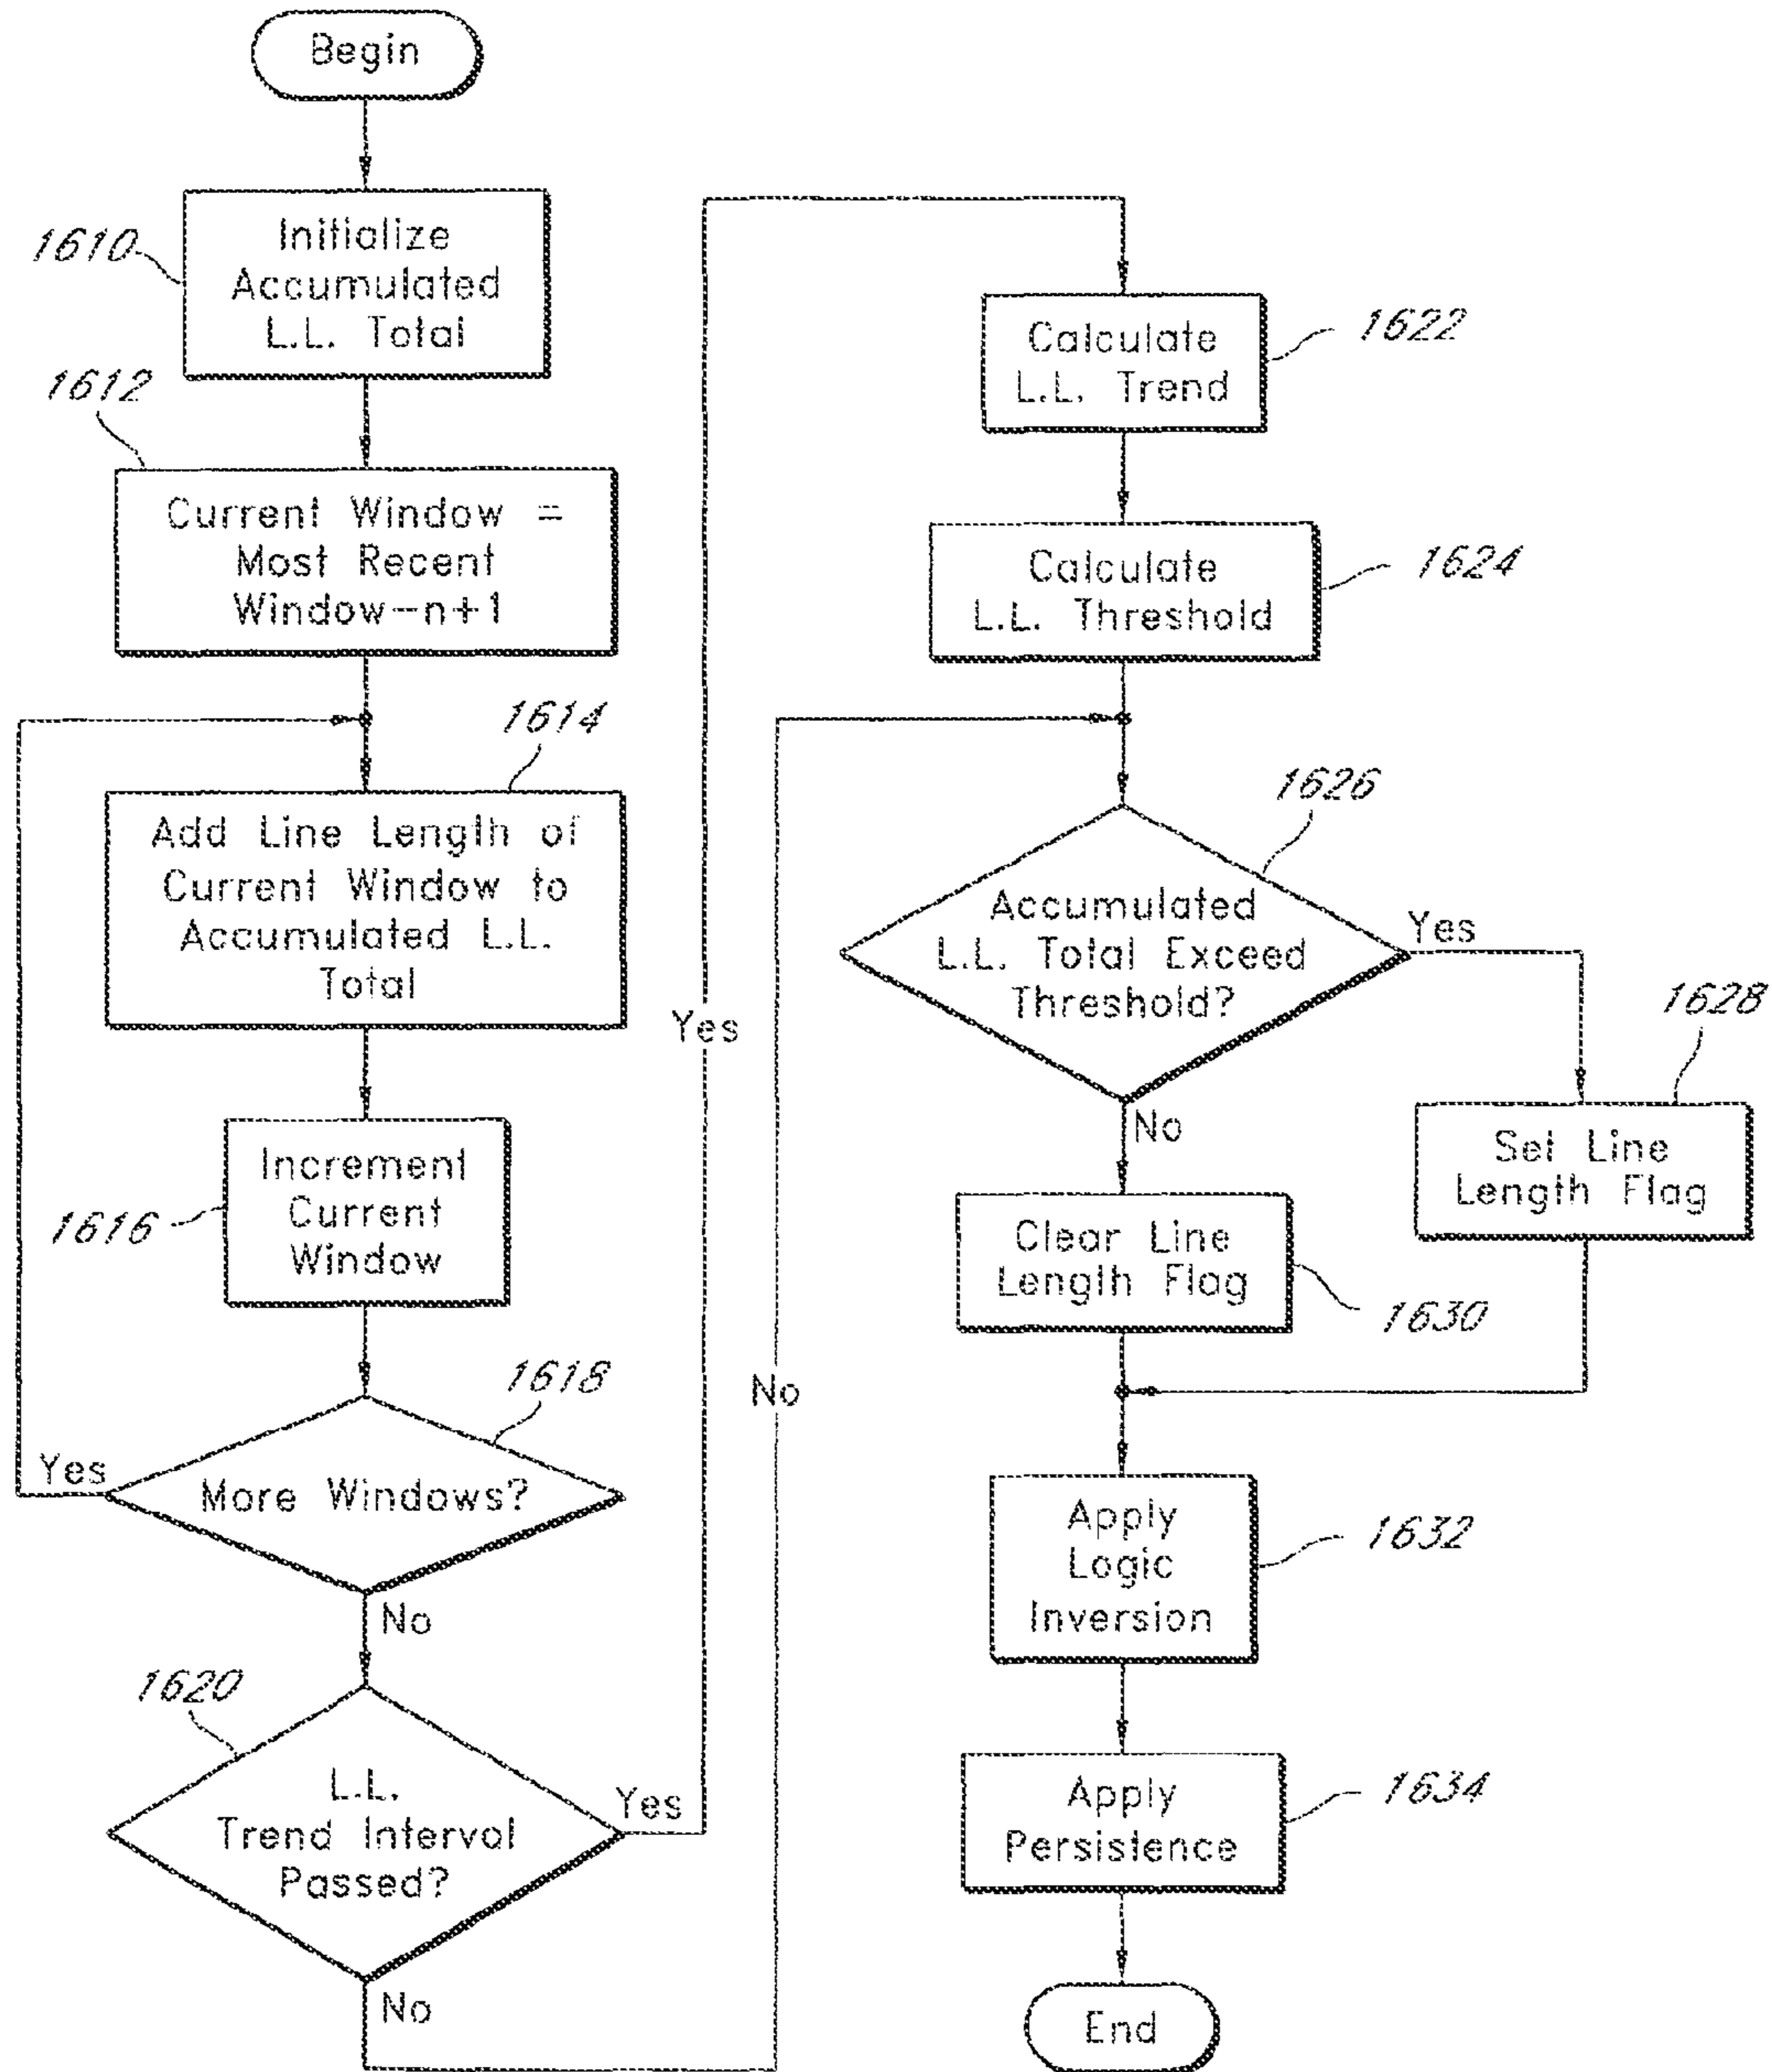 Begin
1610
Initialize
Accumulated
L.L. Total
1612
Current Window =
Most Recent
Window-n+1
1614
Add Line Length of
Current Window to
Accumulated L.L.
Total
1616
Increment
Current
Window
1618
More Windows?
Yes
No
1620
L.L.
Trend Interval
Passed?
Yes
No
Yes
No
1622
Calculate
L.L. Trend
1624
Calculate
L.L. Threshold
1626
Accumulated
L.L. Total Exceed
Threshold?
Yes
No
1628
Set Line
Length Flag
1630
Clear Line
Length Flag
1632
Apply
Logic
Inversion
1634
Apply
Persistence
End